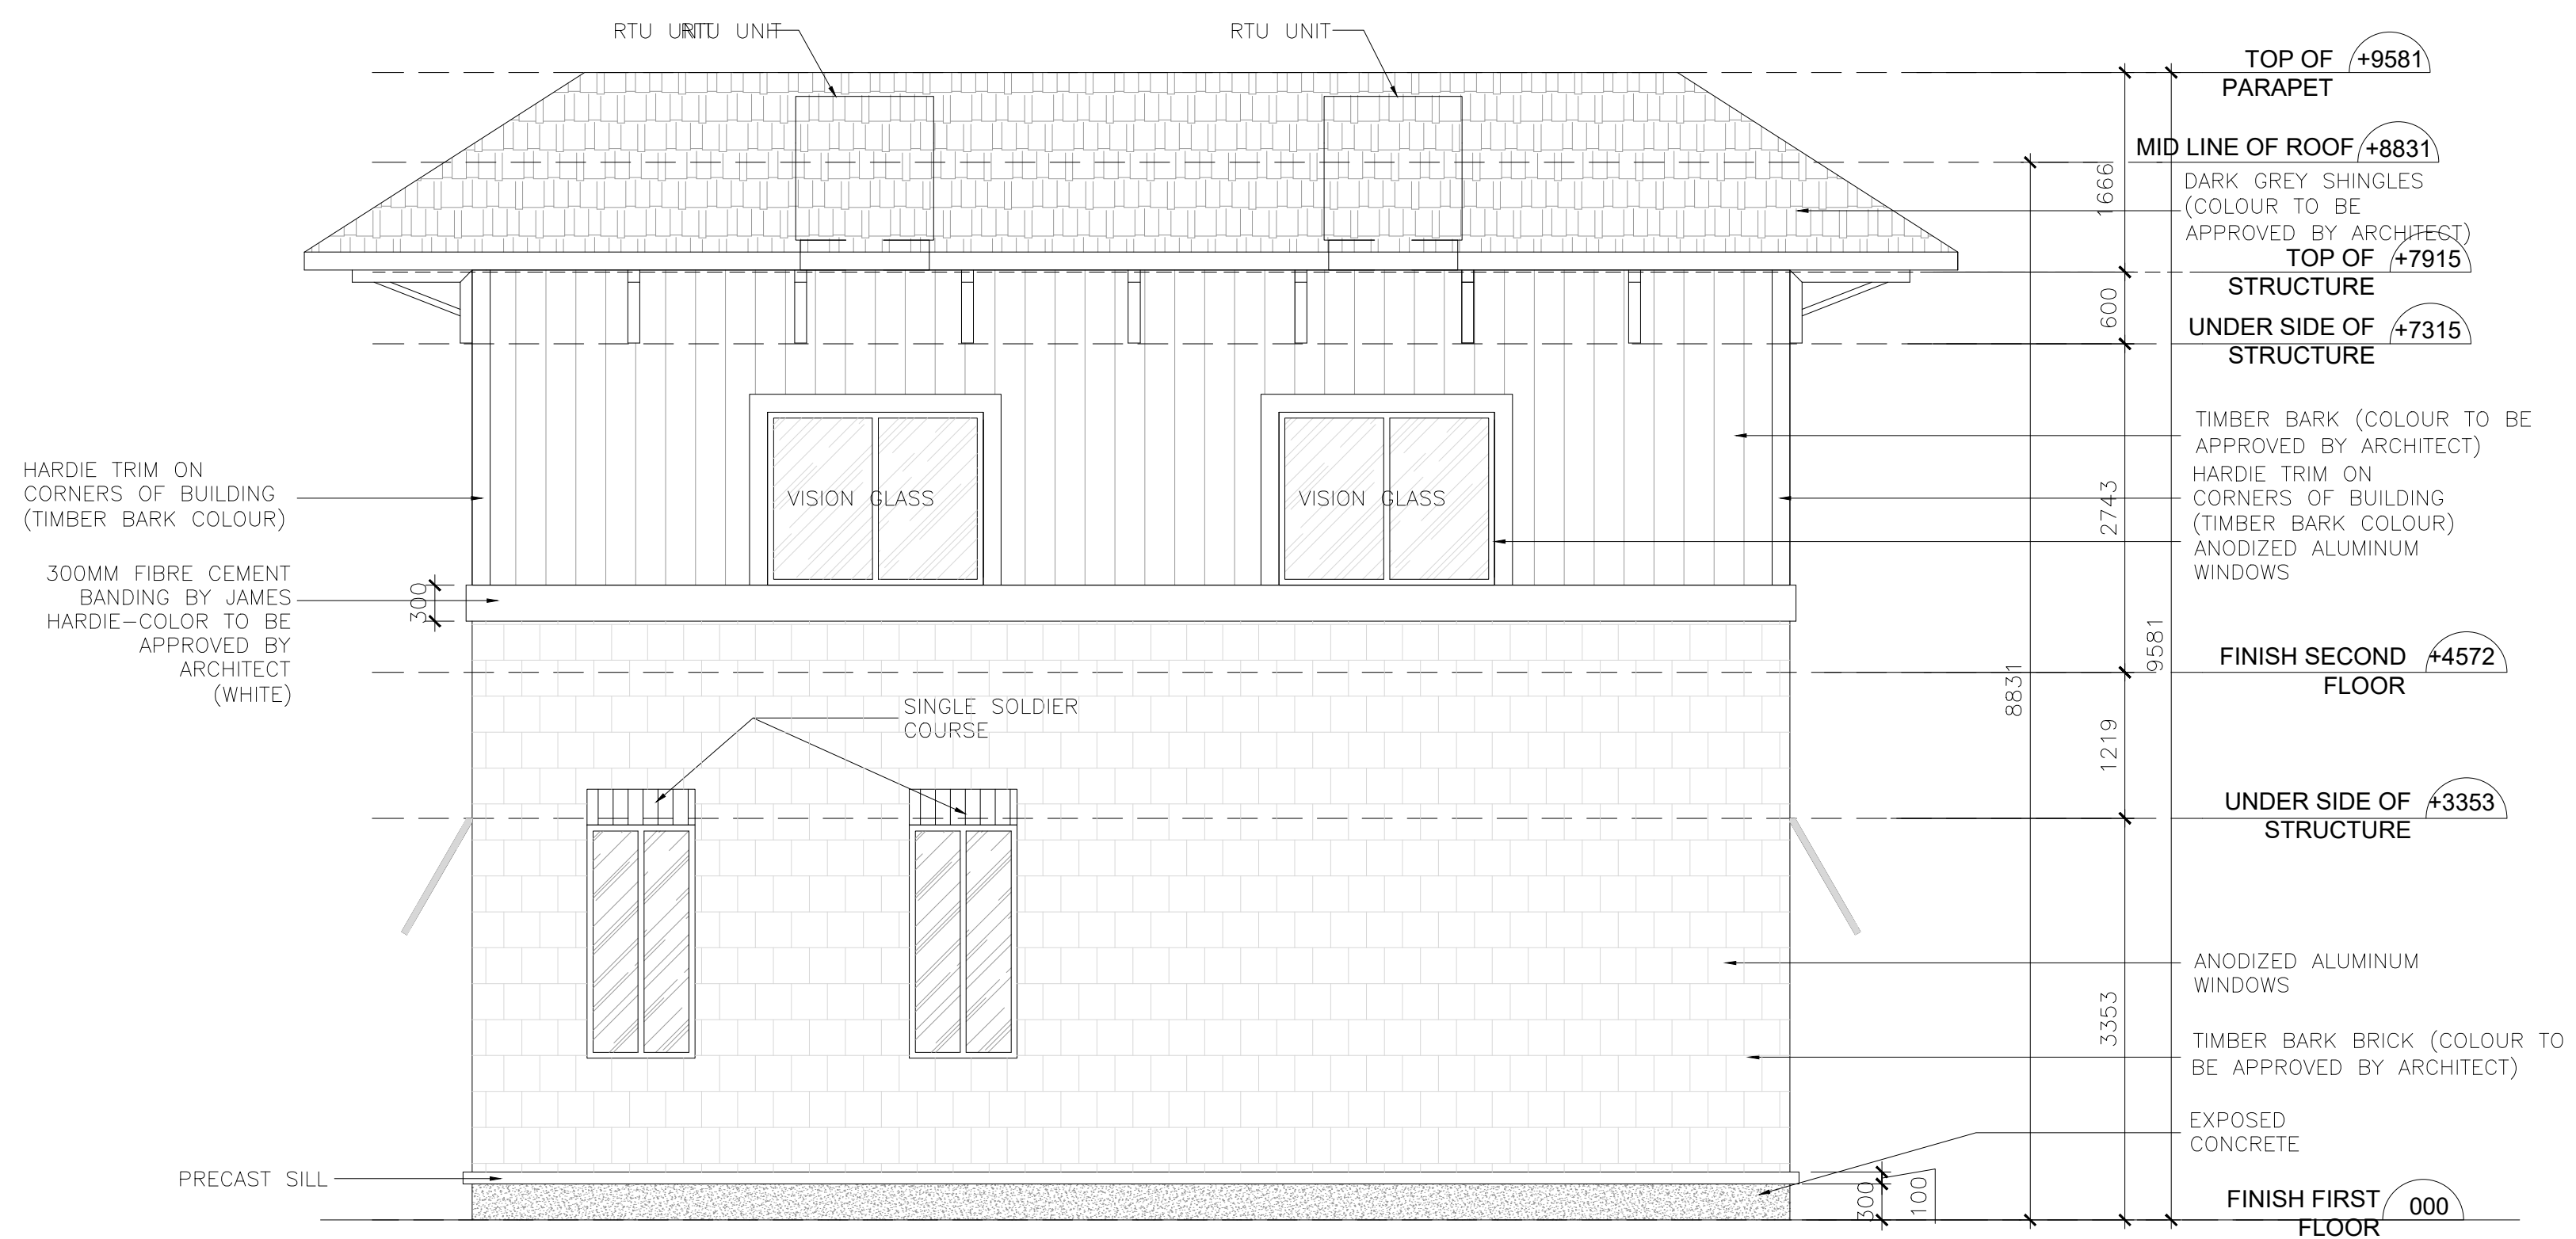 RTU UNIT
RTU UNIT
RTU UNIT
TOP OF
PARAPET
+9581
MID LINE OF ROOF
+8831
DARK GREY SHINGLES
(COLOUR TO BE
APPROVED BY ARCHITECT)
TOP OF
STRUCTURE
+7915
UNDER SIDE OF
STRUCTURE
+7315
TIMBER BARK (COLOUR TO BE
APPROVED BY ARCHITECT)
HARDIE TRIM ON
CORNERS OF BUILDING
(TIMBER BARK COLOUR)
ANODIZED ALUMINUM
WINDOWS
HARDIE TRIM ON
CORNERS OF BUILDING
(TIMBER BARK COLOUR)
VISION GLASS
VISION GLASS
300MM FIBRE CEMENT
BANDING BY JAMES
HARDIE-COLOR TO BE
APPROVED BY
ARCHITECT
(WHITE)
300
FINISH SECOND
FLOOR
+4572
SINGLE SOLDIER
COURSE
UNDER SIDE OF
STRUCTURE
+3353
ANODIZED ALUMINUM
WINDOWS
TIMBER BARK BRICK (COLOUR TO
BE APPROVED BY ARCHITECT)
EXPOSED
CONCRETE
PRECAST SILL
FINISH FIRST
FLOOR
000
1666
600
2743
1219
3353
8831
9581
300
100